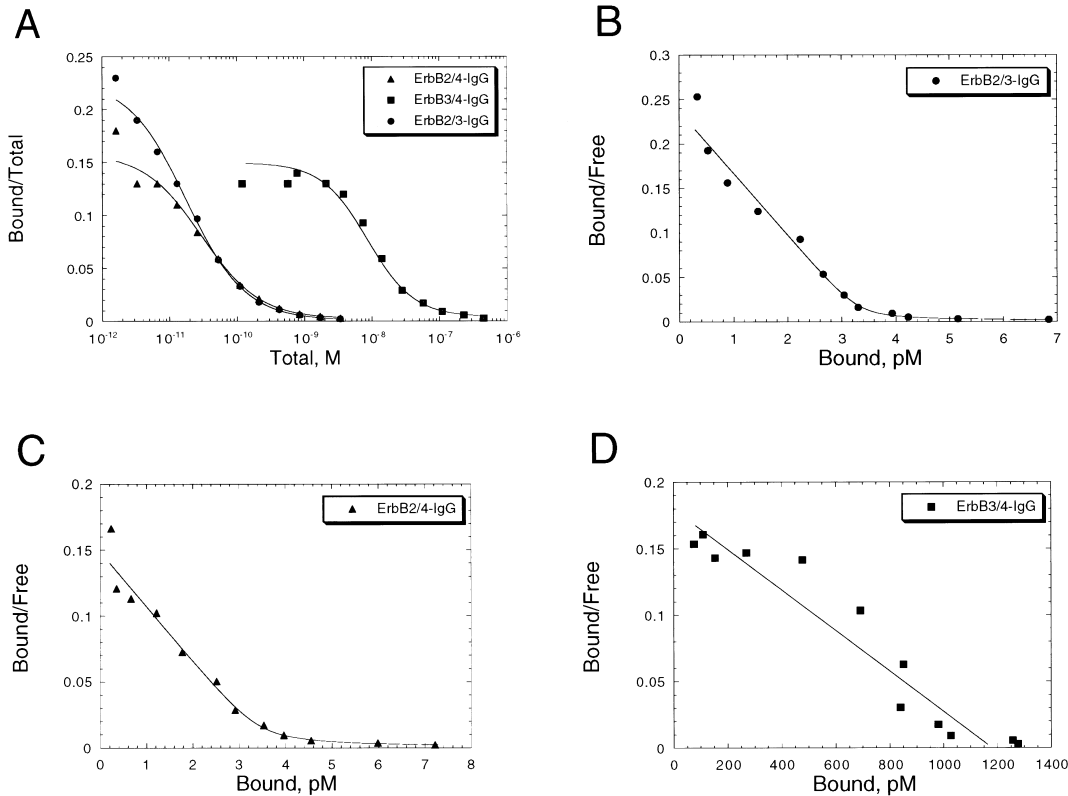 A
0.25
0.2
0.15
0.1
0.05
0
Bound/Total
ErbB2/4-IgG
ErbB3/4-IgG
ErbB2/3-IgG
10-12 10-11 10-10 10-9 10-8 10-7 10-6
Total, M
B
0.3
0.25
0.2
0.15
0.1
0.05
0
Bound/Free
ErbB2/3-IgG
0 1 2 3 4 5 6 7
Bound, pM
C
0.2
0.15
0.1
0.05
0
Bound/Free
ErbB2/4-IgG
0 1 2 3 4 5 6 7 8
Bound, pM
D
0.2
0.15
0.1
0.05
0
Bound/Free
ErbB3/4-IgG
0 200 400 600 800 1000 1200 1400
Bound, pM